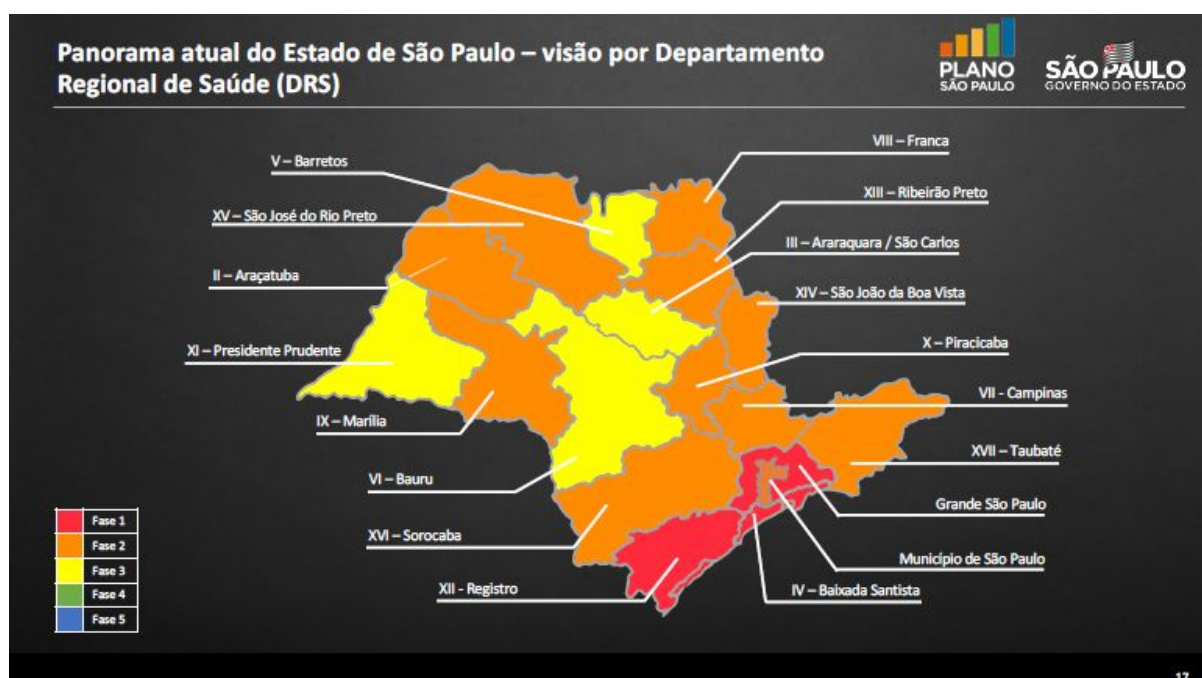 Panorama atual do Estado de São Paulo – visão por Departamento
Regional de Saúde (DRS)
PLANO
SÃO PAULO
SÃO PAULO
GOVERNO DO ESTADO
VIII – Franca
V – Barretos
XIII – Ribeirão Preto
XV – São José do Rio Preto
III – Araraquara / São Carlos
II – Araçatuba
XIV – São João da Boa Vista
X – Piracicaba
XI – Presidente Prudente
VII - Campinas
IX – Marília
XVII – Taubaté
VI – Bauru
Grande São Paulo
XVI – Sorocaba
Município de São Paulo
XII - Registro
IV – Baixada Santista
Fase 1
Fase 2
Fase 3
Fase 4
Fase 5
17